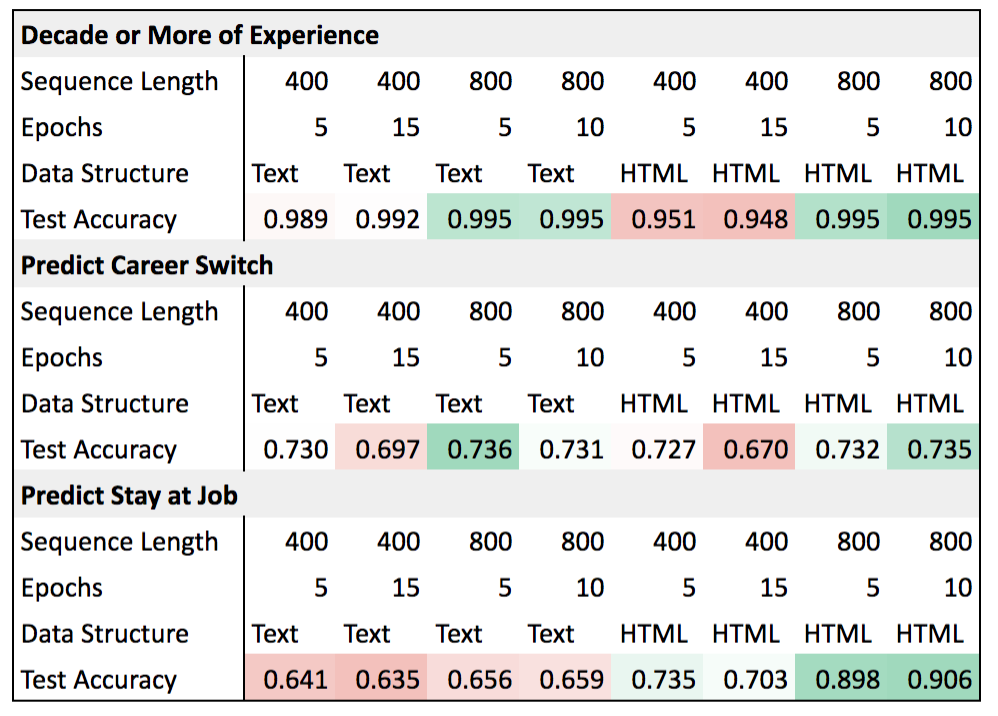 Decade or More of Experience
Sequence Length 400 400 800 800 400 400 800 800
Epochs 5 15 5 10 5 15 5 10
Data Structure Text Text Text Text HTML HTML HTML HTML
Test Accuracy 0.989 0.992 0.995 0.995 0.951 0.948 0.995 0.995
Predict Career Switch
Sequence Length 400 400 800 800 400 400 800 800
Epochs 5 15 5 10 5 15 5 10
Data Structure Text Text Text Text HTML HTML HTML HTML
Test Accuracy 0.730 0.697 0.736 0.731 0.727 0.670 0.732 0.735
Predict Stay at Job
Sequence Length 400 400 800 800 400 400 800 800
Epochs 5 15 5 10 5 15 5 10
Data Structure Text Text Text Text HTML HTML HTML HTML
Test Accuracy 0.641 0.635 0.656 0.659 0.735 0.703 0.898 0.906